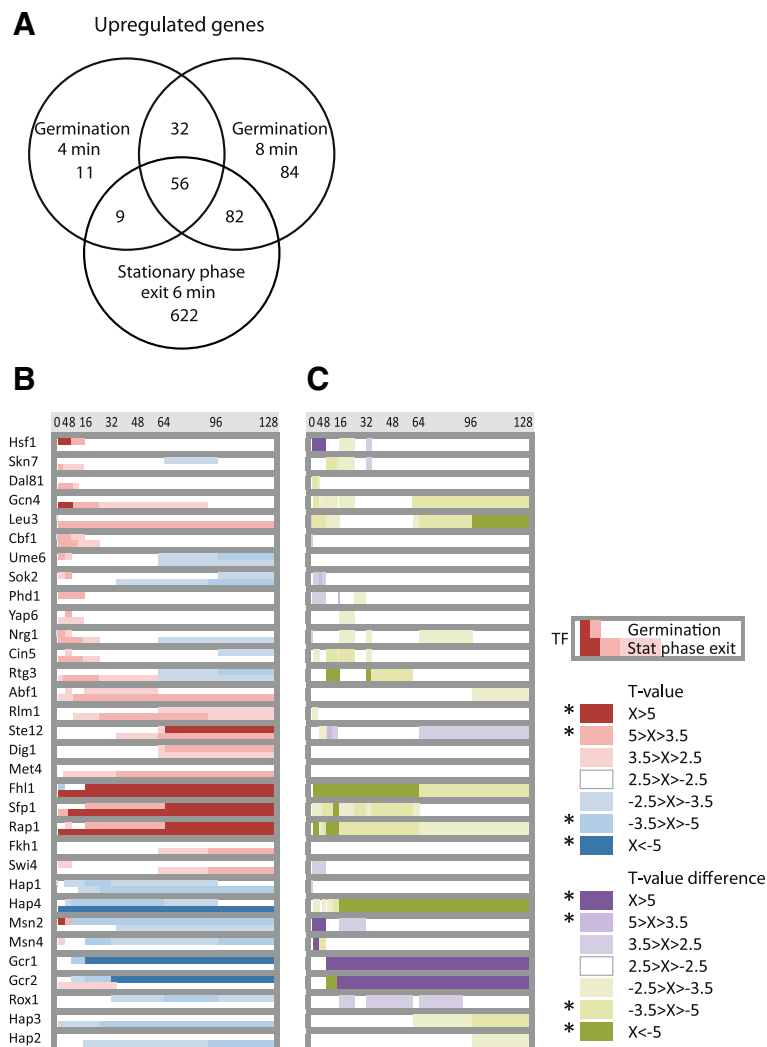 A
Upregulated genes
Germination
4 min
11
32
Germination
8 min
84
56
9
82
Stationary phase
exit 6 min
622
B
C
0 4 8 16 32 48 64 96 128
0 4 8 16 32 48 64 96 128
Hsf1
Skn7
Dal81
Gcn4
Leu3
Cbf1
Ume6
Sok2
Phd1
Yap6
Nrg1
Cin5
Rtg3
Abf1
Rlm1
Ste12
Dig1
Met4
Fhl1
Sfp1
Rap1
Fkh1
Swi4
Hap1
Hap4
Msn2
Msn4
Gcr1
Gcr2
Rox1
Hap3
Hap2
TF
Germination
Stat phase exit
T-value
* X>5
* 5>X>3.5
3.5>X>2.5
2.5>X>-2.5
-2.5>X>-3.5
* -3.5>X>-5
* X<-5
T-value difference
* X>5
* 5>X>3.5
3.5>X>2.5
2.5>X>-2.5
-2.5>X>-3.5
* -3.5>X>-5
* X<-5